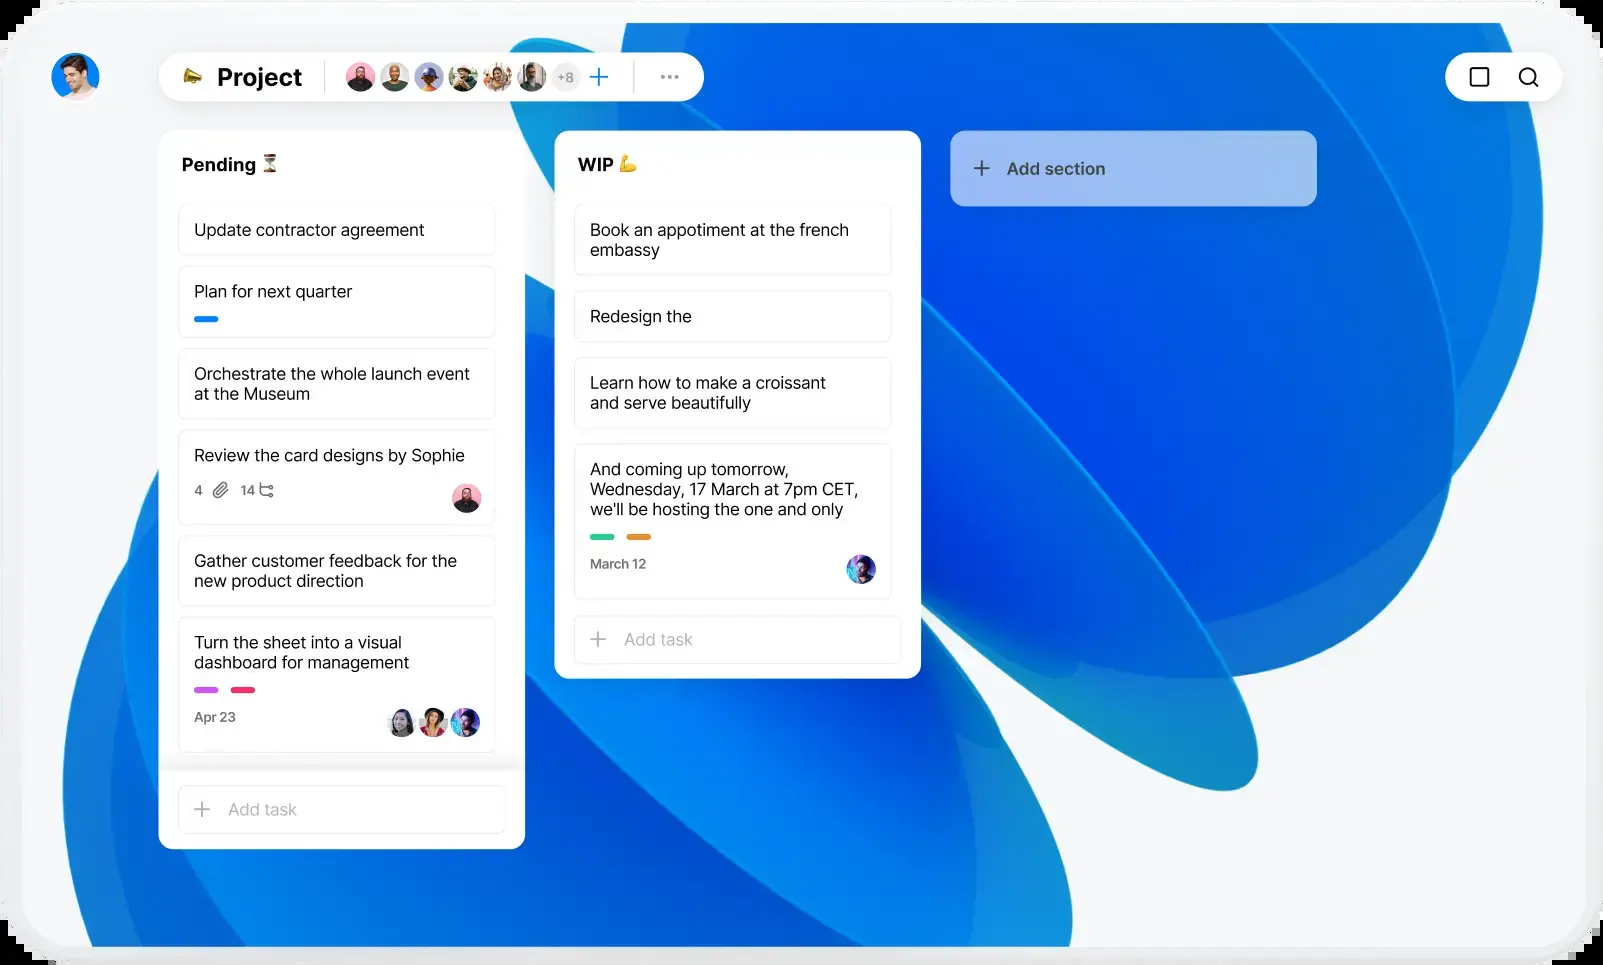 Project
+8
Pending ⏳
Update contractor agreement
Plan for next quarter
Orchestrate the whole launch event
at the Museum
Review the card designs by Sophie
4 14
Gather customer feedback for the
new product direction
Turn the sheet into a visual
dashboard for management
Apr 23
Add task
WIP 💪
Book an appotiment at the french
embassy
Redesign the
Learn how to make a croissant
and serve beautifully
And coming up tomorrow,
Wednesday, 17 March at 7pm CET,
we'll be hosting the one and only
March 12
Add task
Add section